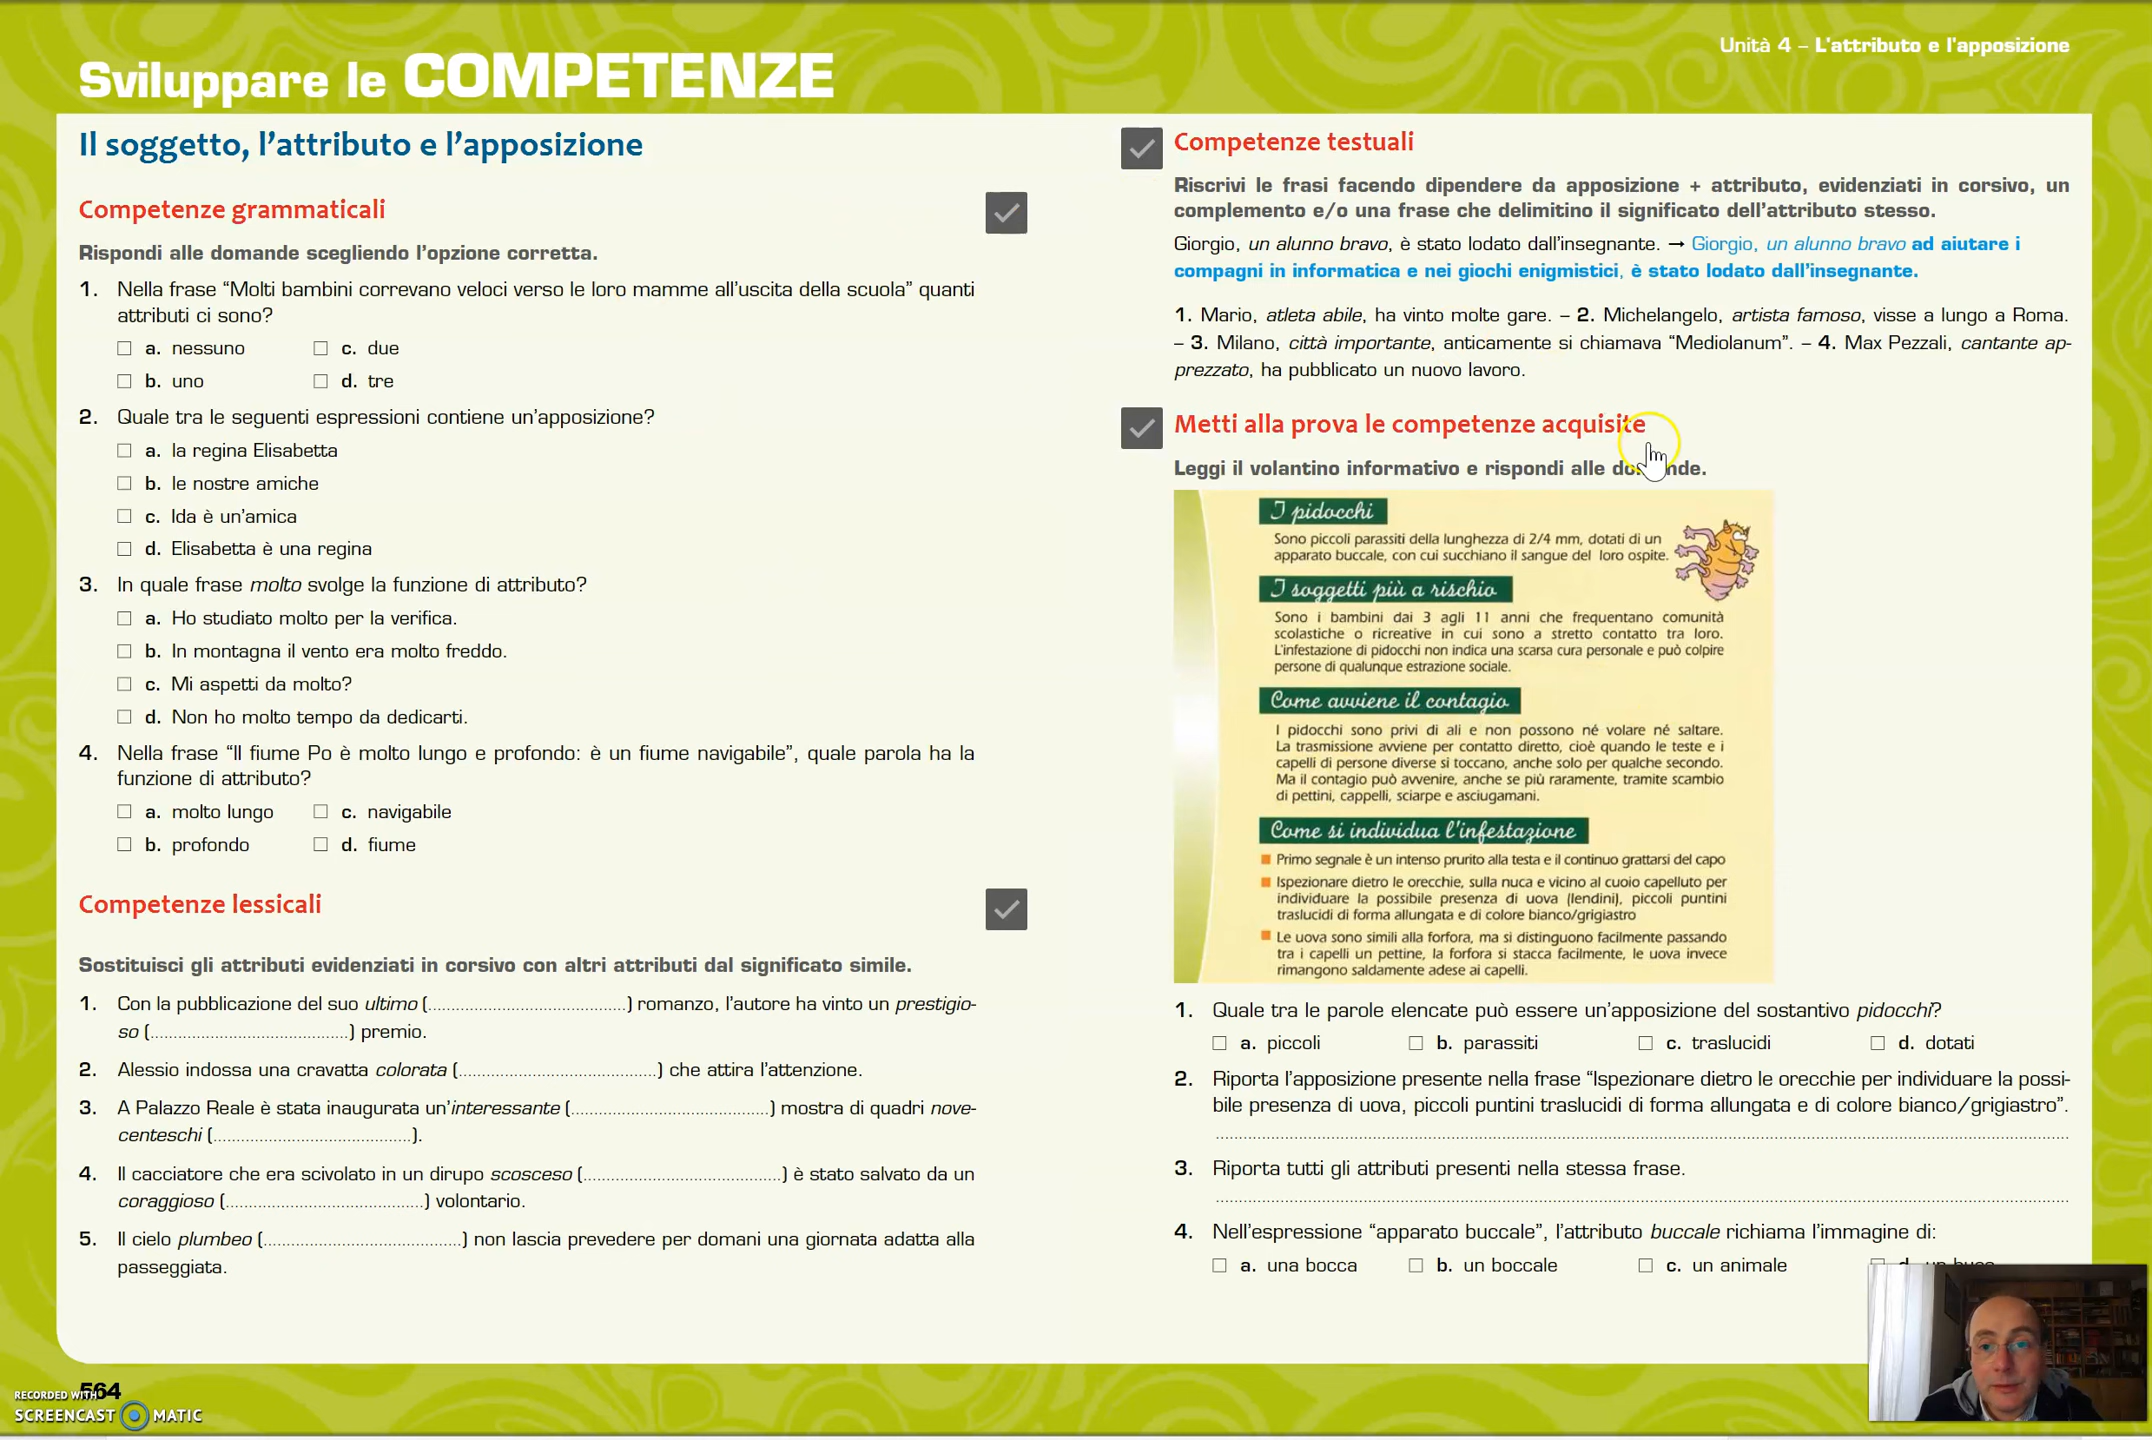 Unità 4 – L'attributo e l'apposizione
Sviluppare le COMPETENZE
Il soggetto, l'attributo e l'apposizione
Competenze grammaticali
Rispondi alle domande scegliendo l'opzione corretta.
1. Nella frase “Molti bambini correvano veloci verso le loro mamme all'uscita della scuola” quanti
attributi ci sono?
a. nessuno c. due
b. uno d. tre
2. Quale tra le seguenti espressioni contiene un'apposizione?
a. la regina Elisabetta
b. le nostre amiche
c. Ida è un'amica
d. Elisabetta è una regina
3. In quale frase molto svolge la funzione di attributo?
a. Ho studiato molto per la verifica.
b. In montagna il vento era molto freddo.
c. Mi aspetti da molto?
d. Non ho molto tempo da dedicarti.
4. Nella frase “Il fiume Po è molto lungo e profondo: è un fiume navigabile”, quale parola ha la
funzione di attributo?
a. molto lungo c. navigabile
b. profondo d. fiume
Competenze lessicali
Sostituisci gli attributi evidenziati in corsivo con altri attributi dal significato simile.
1. Con la pubblicazione del suo ultimo (........................................) romanzo, l'autore ha vinto un prestigio-
so (........................................) premio.
2. Alessio indossa una cravatta colorata (........................................) che attira l'attenzione.
3. A Palazzo Reale è stata inaugurata un'interessante (........................................) mostra di quadri nove-
centeschi (........................................).
4. Il cacciatore che era scivolato in un dirupo scosceso (........................................) è stato salvato da un
coraggioso (........................................) volontario.
5. Il cielo plumbeo (........................................) non lascia prevedere per domani una giornata adatta alla
passeggiata.
564
RECORDED WITH
SCREENCAST MATIC
Competenze testuali
Riscrivi le frasi facendo dipendere da apposizione + attributo, evidenziati in corsivo, un
complemento e/o una frase che delimitino il significato dell'attributo stesso.
Giorgio, un alunno bravo, è stato lodato dall'insegnante. → Giorgio, un alunno bravo ad aiutare i
compagni in informatica e nei giochi enigmistici, è stato lodato dall'insegnante.
1. Mario, atleta abile, ha vinto molte gare. – 2. Michelangelo, artista famoso, visse a lungo a Roma.
– 3. Milano, città importante, anticamente si chiamava “Mediolanum”. – 4. Max Pezzali, cantante ap-
prezzato, ha pubblicato un nuovo lavoro.
Metti alla prova le competenze acquisite
Leggi il volantino informativo e rispondi alle domande.
I pidocchi
Sono piccoli parassiti della lunghezza di 2/4 mm, dotati di un
apparato buccale, con cui succhiano il sangue del loro ospite.
I soggetti più a rischio
Sono i bambini dai 3 agli 11 anni che frequentano comunità
scolastiche o ricreative in cui sono a stretto contatto tra loro.
L'infestazione di pidocchi non indica una scarsa cura personale e può colpire
persone di qualunque estrazione sociale.
Come avviene il contagio
I pidocchi sono privi di ali e non possono né volare né saltare.
La trasmissione avviene per contatto diretto, cioè quando le teste e i
capelli di persone diverse si toccano, anche solo per qualche secondo.
Ma il contagio può avvenire, anche se più raramente, tramite scambio
di pettini, cappelli, sciarpe e asciugamani.
Come si individua l'infestazione
Primo segnale è un intenso prurito alla testa e il continuo grattarsi del capo
Ispezionare dietro le orecchie, sulla nuca e vicino al cuoio capelluto per
individuare la possibile presenza di uova (lendini), piccoli puntini
traslucidi di forma allungata e di colore bianco/grigiastro
Le uova sono simili alla forfora, ma si distinguono facilmente passando
tra i capelli un pettine, la forfora si stacca facilmente, le uova invece
rimangono saldamente adese ai capelli.
1. Quale tra le parole elencate può essere un'apposizione del sostantivo pidocchi?
a. piccoli b. parassiti c. traslucidi d. dotati
2. Riporta l'apposizione presente nella frase “Ispezionare dietro le orecchie per individuare la possi-
bile presenza di uova, piccoli puntini traslucidi di forma allungata e di colore bianco/grigiastro”.
3. Riporta tutti gli attributi presenti nella stessa frase.
4. Nell'espressione “apparato buccale”, l'attributo buccale richiama l'immagine di:
a. una bocca b. un boccale c. un animale